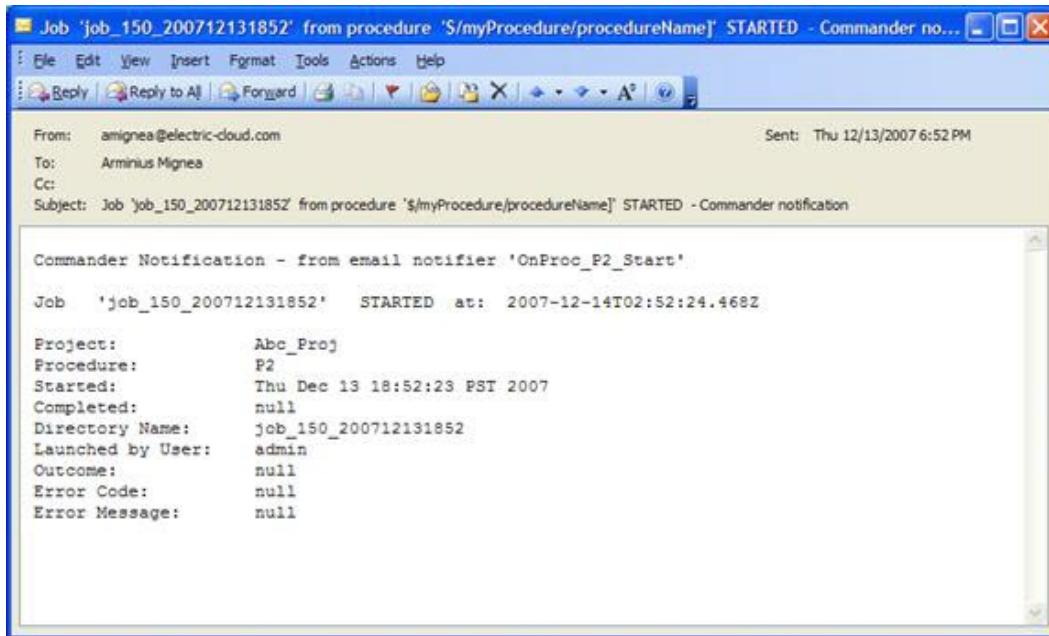 Job 'job_150_200712131852' from procedure '$/myProcedure/procedureName]' STARTED - Commander no...
File Edit View Insert Format Tools Actions Help
Reply Reply to All Forward
From: amignea@electric-cloud.com Sent: Thu 12/13/2007 6:52 PM
To: Arminius Mignea
Cc:
Subject: Job 'job_150_200712131852' from procedure '$/myProcedure/procedureName]' STARTED - Commander notification
Commander Notification - from email notifier 'OnProc_P2_Start'
Job 'job_150_200712131852' STARTED at: 2007-12-14T02:52:24.468Z
Project: Abc_Proj
Procedure: P2
Started: Thu Dec 13 18:52:23 PST 2007
Completed: null
Directory Name: job_150_200712131852
Launched by User: admin
Outcome: null
Error Code: null
Error Message: null